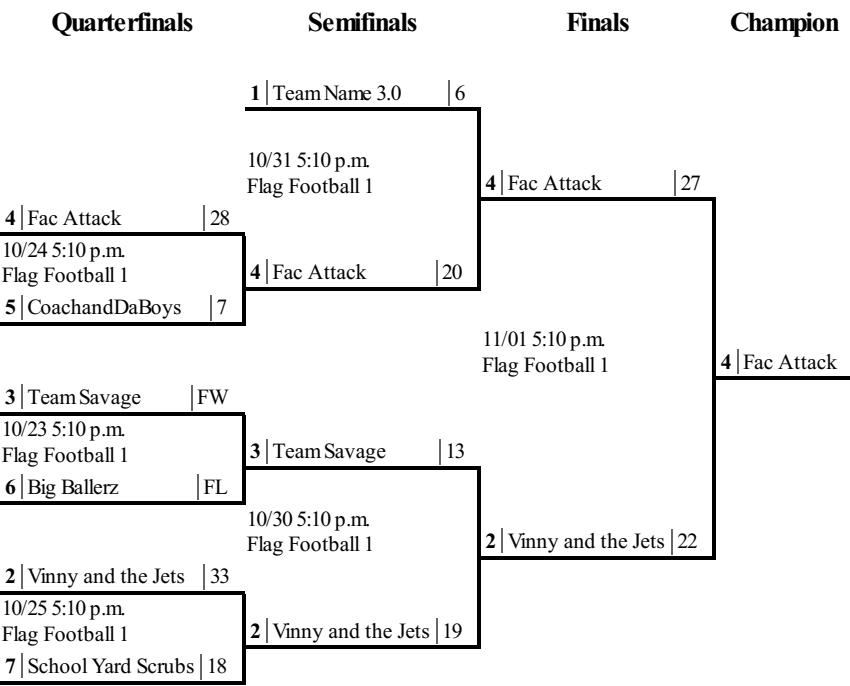 Quarterfinals Semifinals Finals Champion
1 Team Name 3.0 6
10/31 5:10 p.m.
Flag Football 1
4 Fac Attack 27
4 Fac Attack 28
10/24 5:10 p.m.
Flag Football 1
4 Fac Attack 20
5 CoachandDaBoys 7
11/01 5:10 p.m.
Flag Football 1
4 Fac Attack
3 Team Savage FW
10/23 5:10 p.m.
Flag Football 1
3 Team Savage 13
6 Big Ballerz FL
10/30 5:10 p.m.
Flag Football 1
2 Vinny and the Jets 22
2 Vinny and the Jets 33
10/25 5:10 p.m.
Flag Football 1
2 Vinny and the Jets 19
7 School Yard Scrubs 18